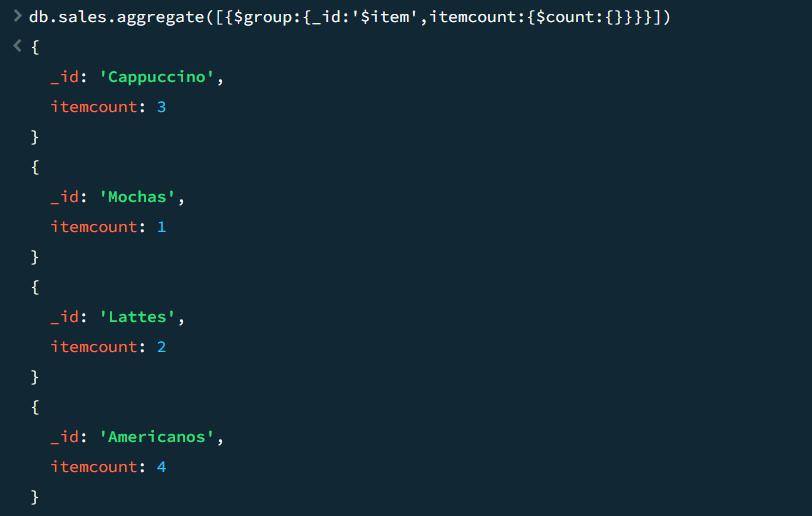 > db.sales.aggregate([{$group:{_id:'$item',itemcount:{$count:{}}}}])
< {
_id: 'Cappuccino',
itemcount: 3
}
{
_id: 'Mochas',
itemcount: 1
}
{
_id: 'Lattes',
itemcount: 2
}
{
_id: 'Americanos',
itemcount: 4
}